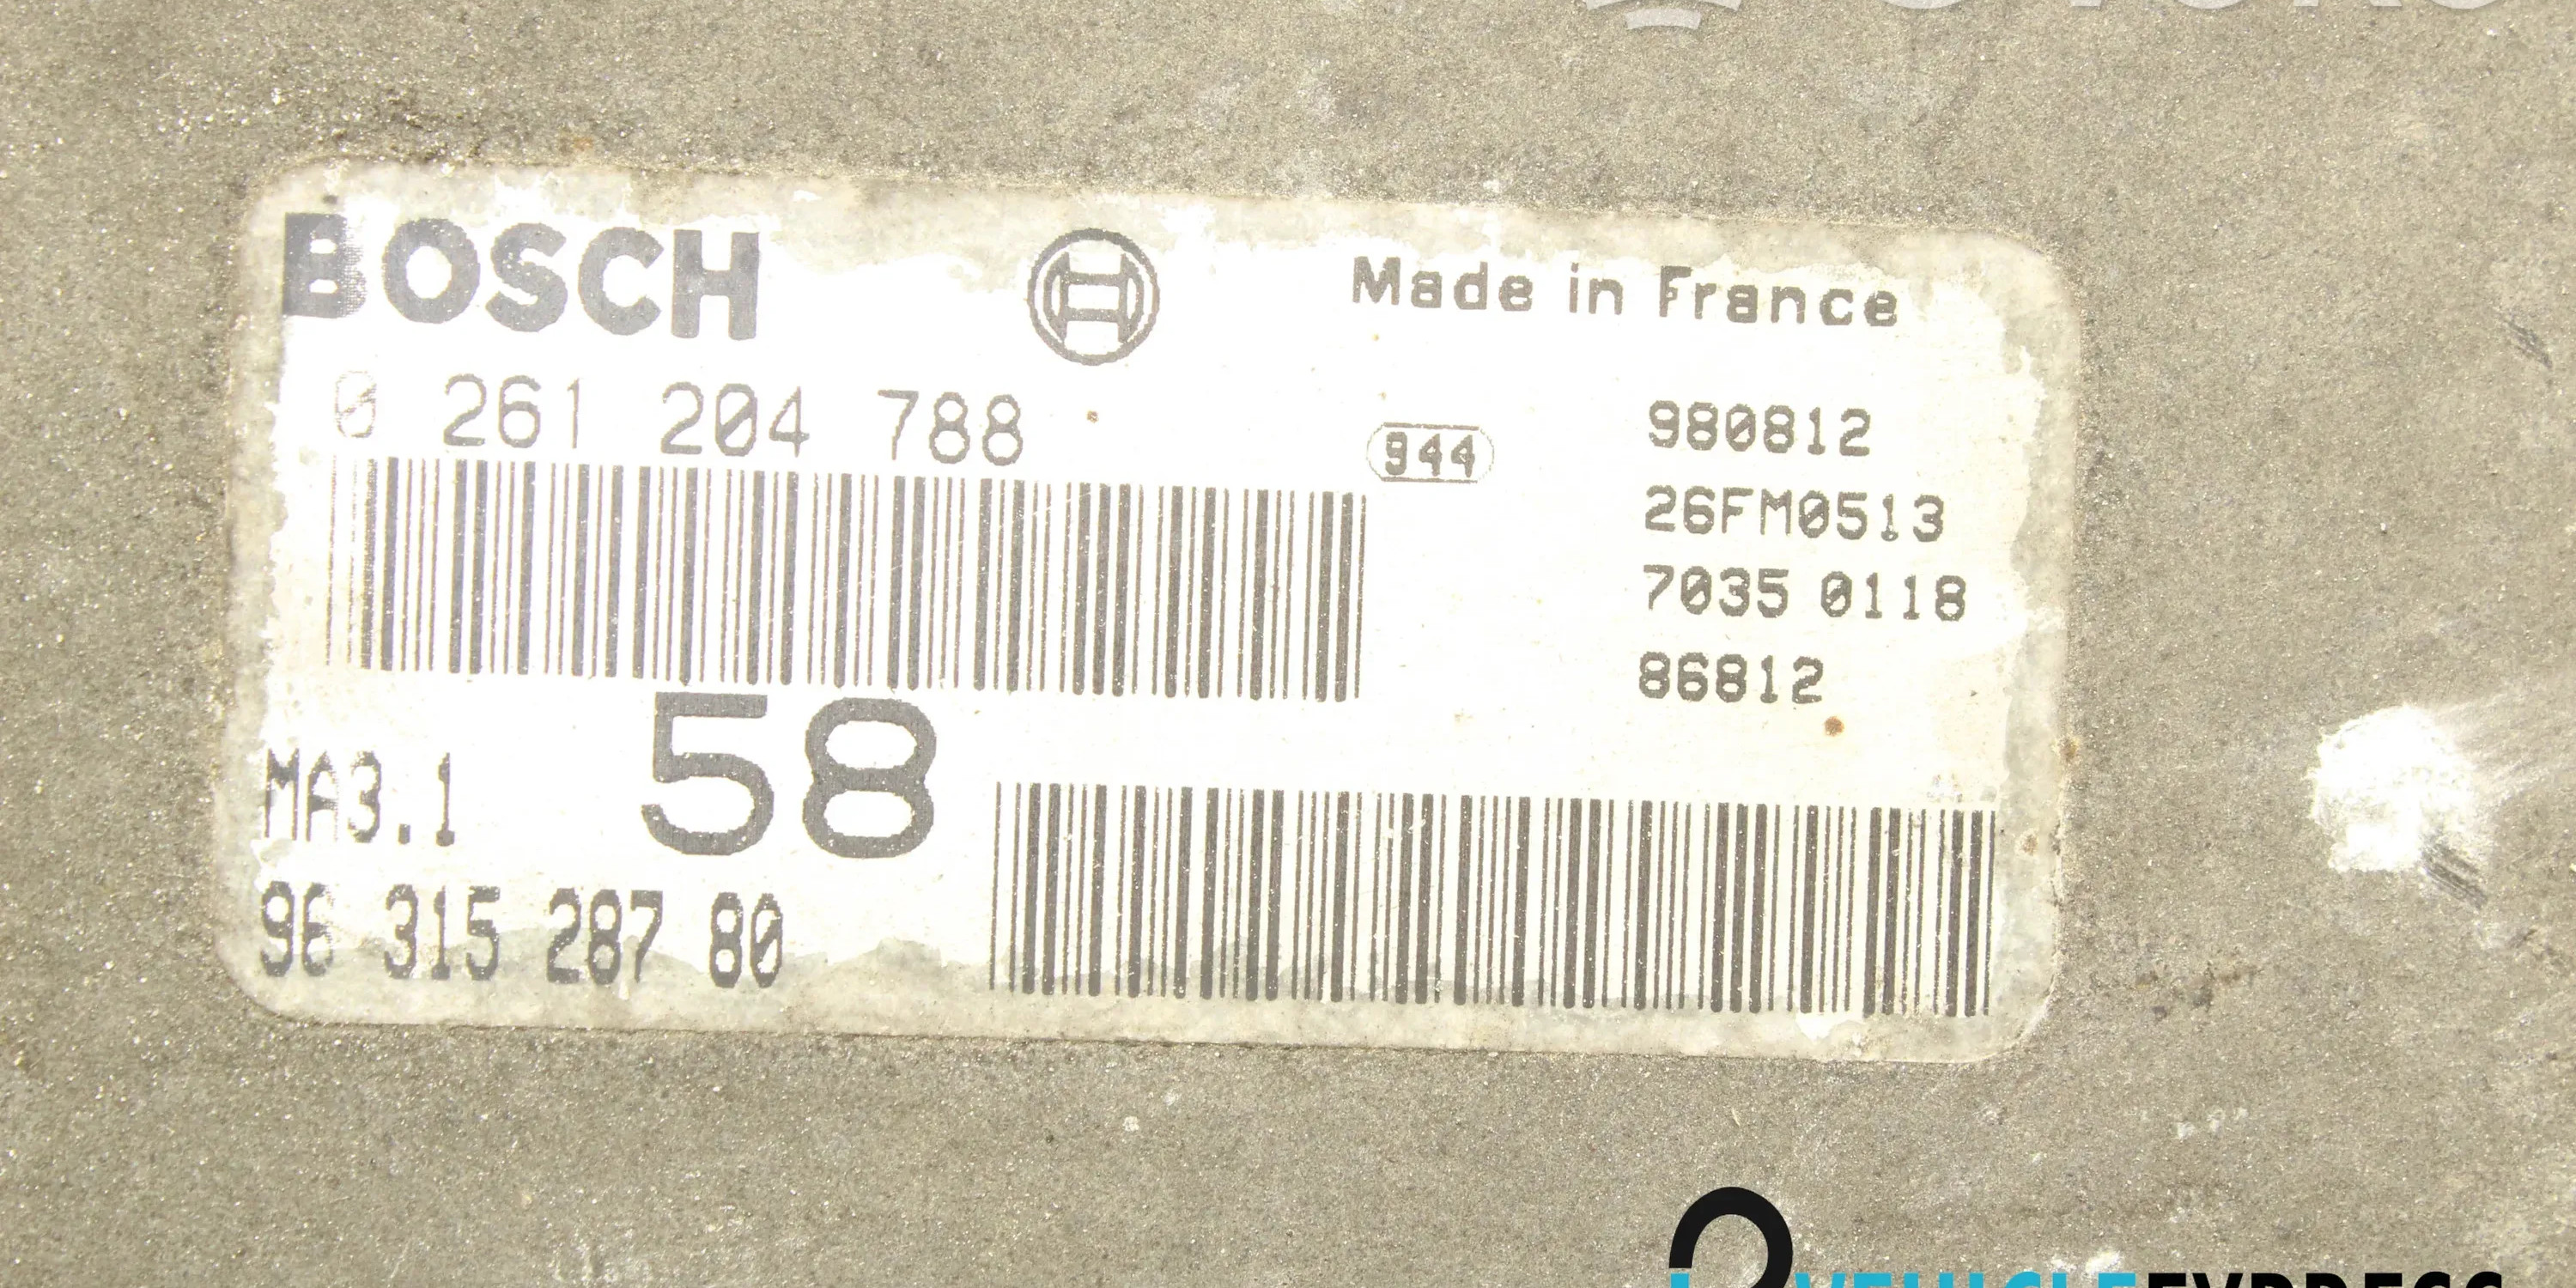 BOSCH
Made in France
0 261 204 788
944
980812
26FM0513
7035 0118
86812
58
MA3.1
96 315 287 80
VEHICLEEXPRESS